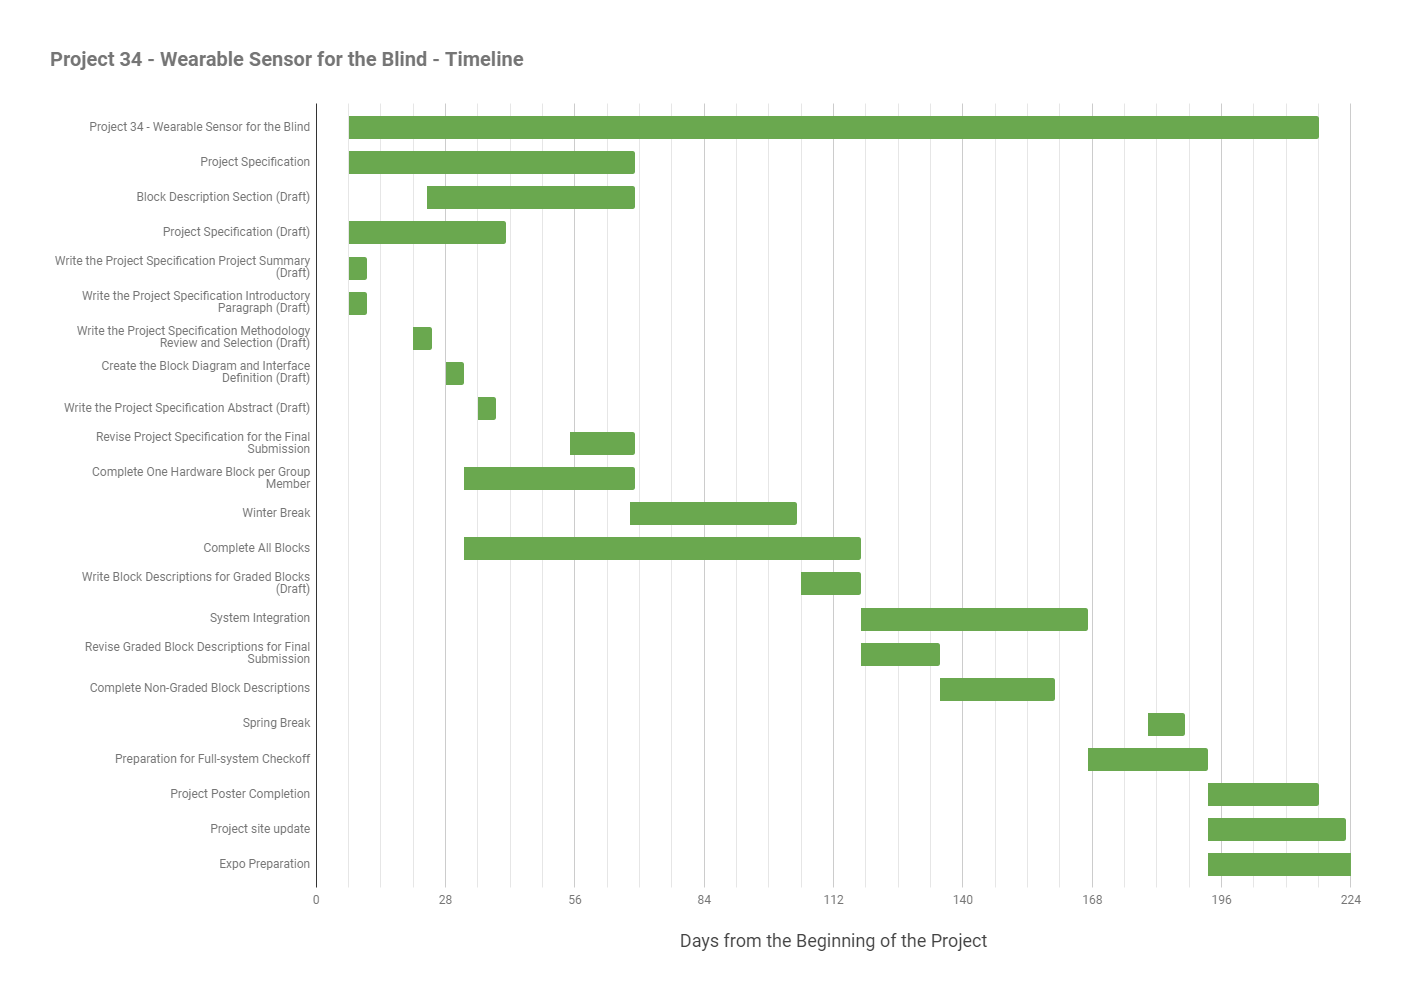 Project 34 - Wearable Sensor for the Blind - Timeline
Project 34 - Wearable Sensor for the Blind
Project Specification
Block Description Section (Draft)
Project Specification (Draft)
Write the Project Specification Project Summary
(Draft)
Write the Project Specification Introductory
Paragraph (Draft)
Write the Project Specification Methodology
Review and Selection (Draft)
Create the Block Diagram and Interface
Definition (Draft)
Write the Project Specification Abstract (Draft)
Revise Project Specification for the Final
Submission
Complete One Hardware Block per Group
Member
Winter Break
Complete All Blocks
Write Block Descriptions for Graded Blocks
(Draft)
System Integration
Revise Graded Block Descriptions for Final
Submission
Complete Non-Graded Block Descriptions
Spring Break
Preparation for Full-system Checkoff
Project Poster Completion
Project site update
Expo Preparation
0 28 56 84 112 140 168 196 224
Days from the Beginning of the Project